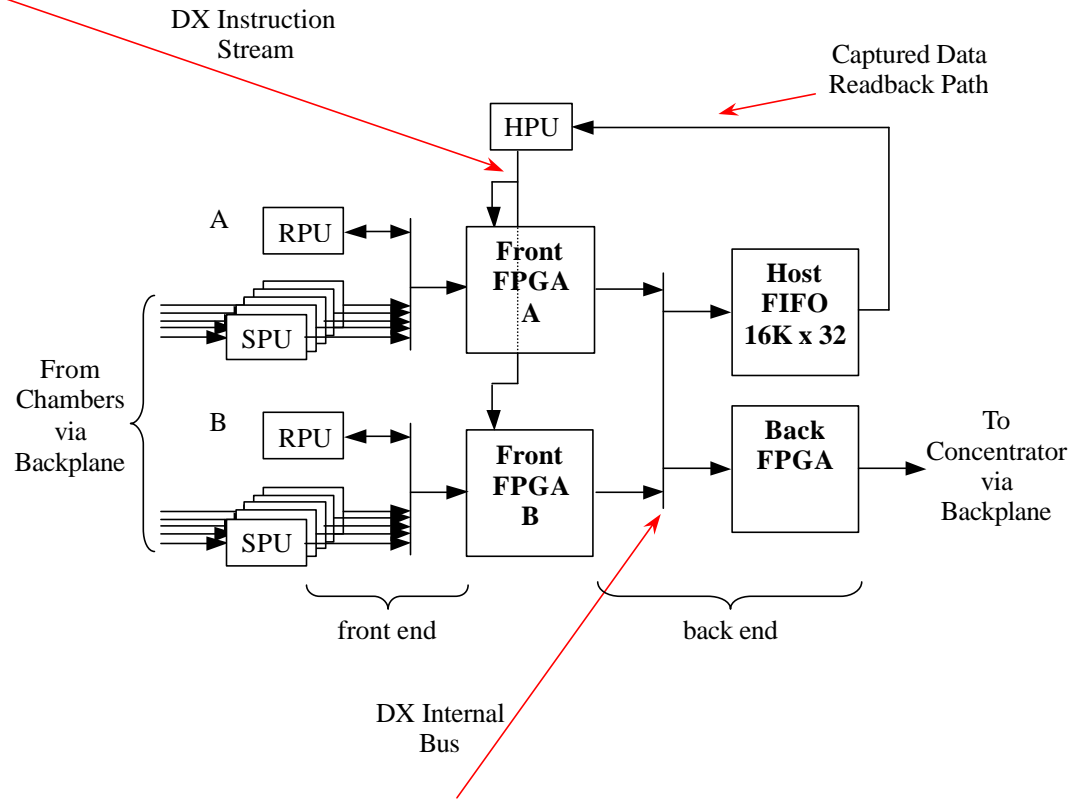 DX Instruction
Stream
Captured Data
Readback Path
HPU
A
RPU
Front
FPGA
A
Host
FIFO
16K x 32
SPU
From
Chambers
via
Backplane
B
RPU
Front
FPGA
B
Back
FPGA
To
Concentrator
via
Backplane
SPU
front end
back end
DX Internal
Bus